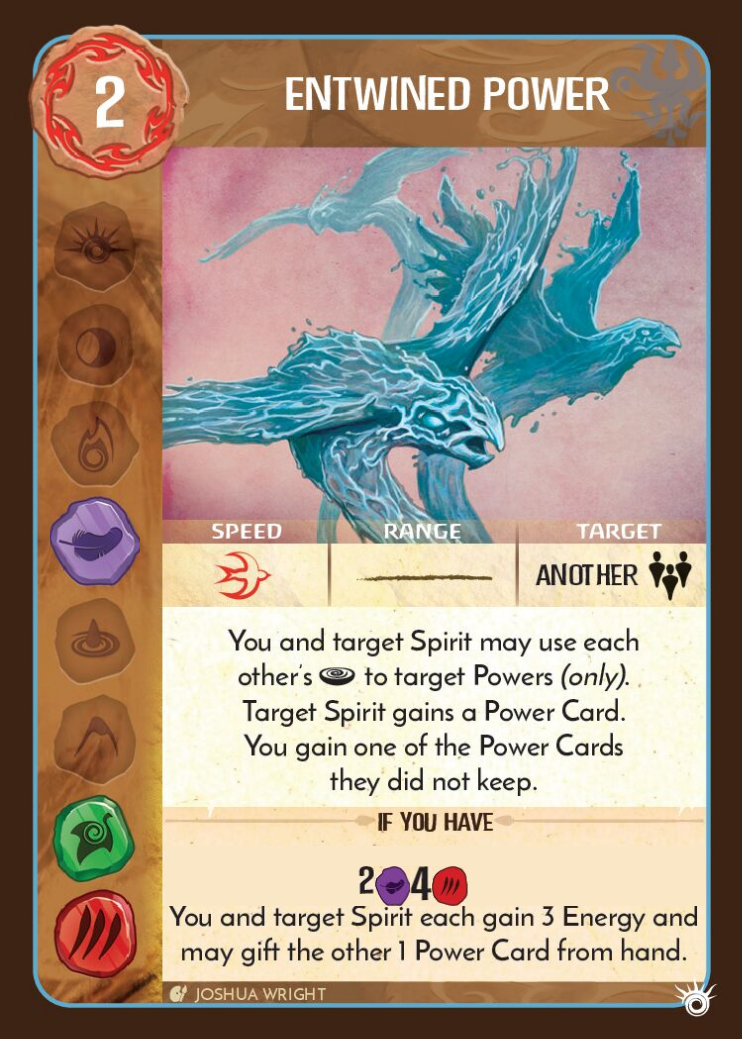 2
ENTWINED POWER
SPEED RANGE TARGET
ANOTHER
You and target Spirit may use each
other's to target Powers (only).
Target Spirit gains a Power Card.
You gain one of the Power Cards
they did not keep.
IF YOU HAVE
2 4
You and target Spirit each gain 3 Energy and
may gift the other 1 Power Card from hand.
JOSHUA WRIGHT